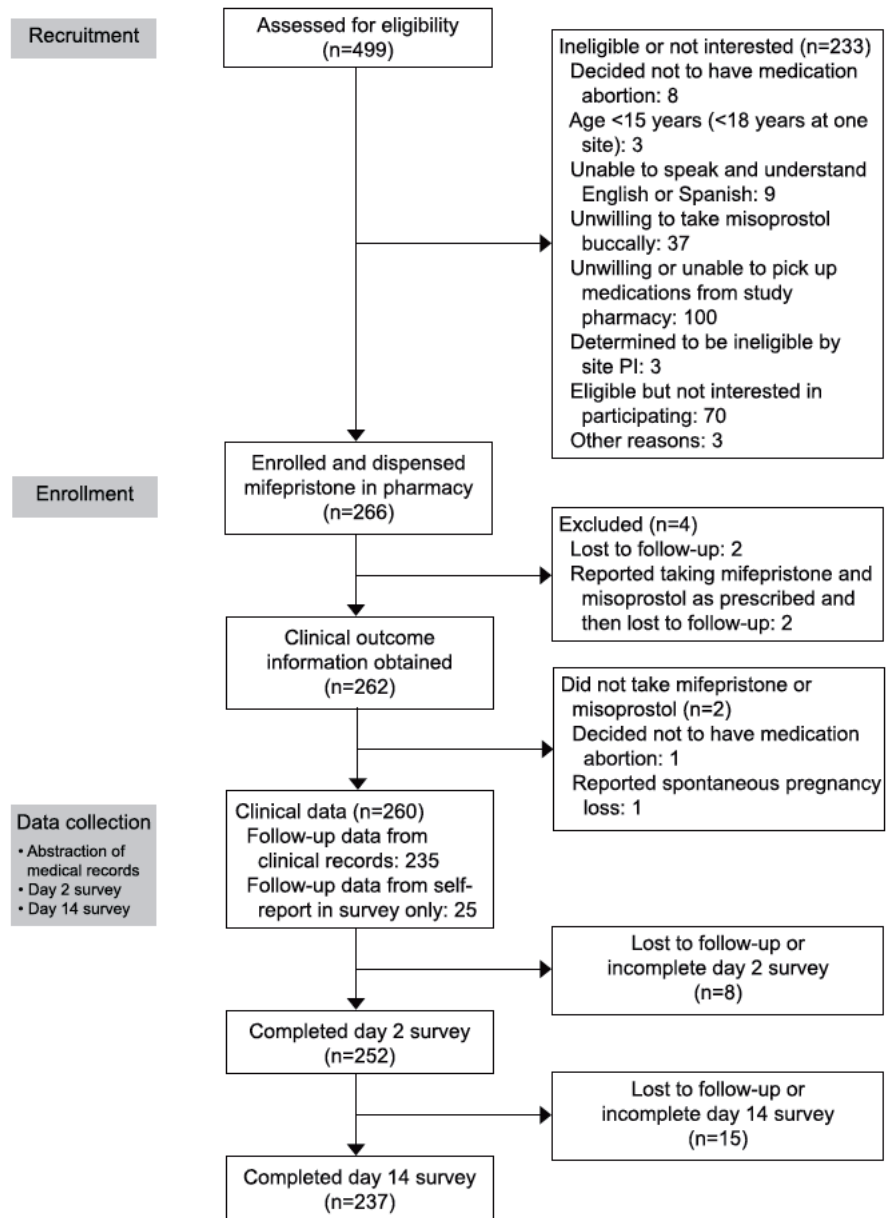 Recruitment
Assessed for eligibility
(n=499)
Ineligible or not interested (n=233)
Decided not to have medication
abortion: 8
Age <15 years (<18 years at one
site): 3
Unable to speak and understand
English or Spanish: 9
Unwilling to take misoprostol
buccally: 37
Unwilling or unable to pick up
medications from study
pharmacy: 100
Determined to be ineligible by
site PI: 3
Eligible but not interested in
participating: 70
Other reasons: 3
Enrollment
Enrolled and dispensed
mifepristone in pharmacy
(n=266)
Excluded (n=4)
Lost to follow-up: 2
Reported taking mifepristone and
misoprostol as prescribed and
then lost to follow-up: 2
Clinical outcome
information obtained
(n=262)
Did not take mifepristone or
misoprostol (n=2)
Decided not to have medication
abortion: 1
Reported spontaneous pregnancy
loss: 1
Data collection
• Abstraction of
medical records
• Day 2 survey
• Day 14 survey
Clinical data (n=260)
Follow-up data from
clinical records: 235
Follow-up data from self-
report in survey only: 25
Lost to follow-up or
incomplete day 2 survey
(n=8)
Completed day 2 survey
(n=252)
Lost to follow-up or
incomplete day 14 survey
(n=15)
Completed day 14 survey
(n=237)